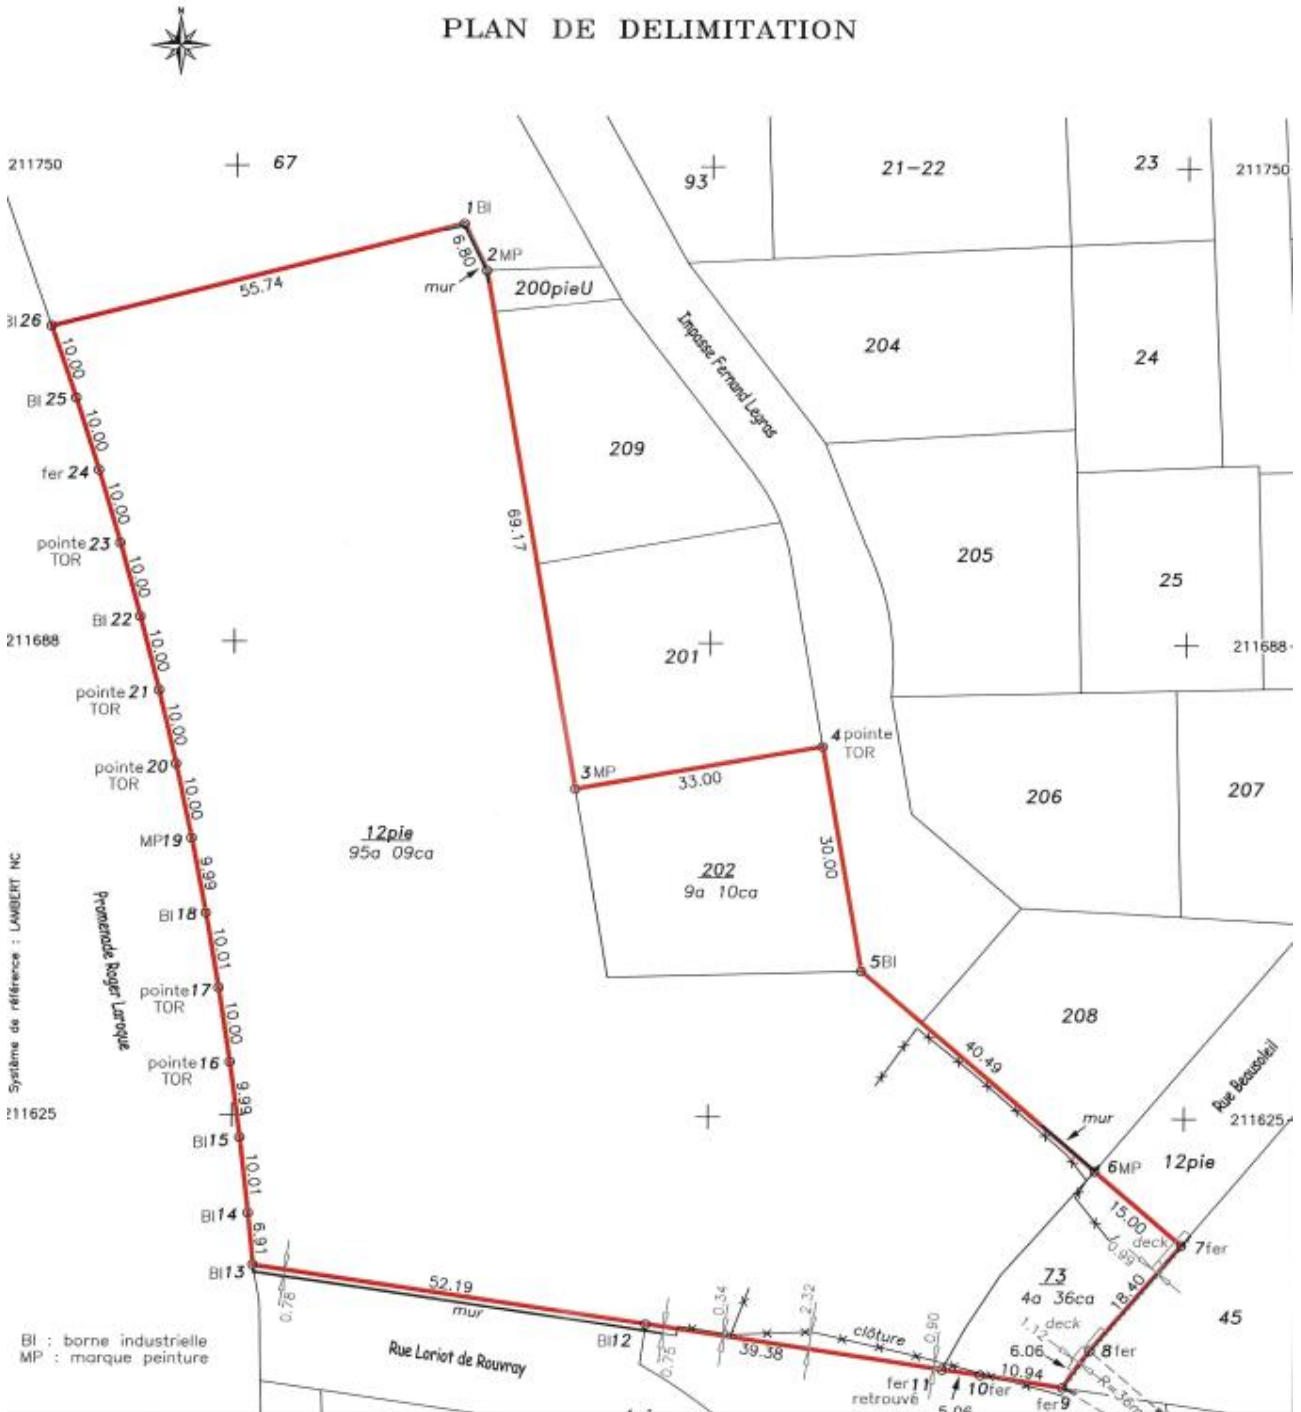 N
PLAN DE DELIMITATION
211750
67
93
21-22
23
211750
1 BI
6.80
2 MP
mur
200pieU
55.74
BI 26
10.00
BI 25
10.00
fer 24
10.00
pointe 23
TOR
10.00
BI 22
10.00
pointe 21
TOR
10.00
pointe 20
TOR
10.00
MP 19
9.99
BI 18
10.01
pointe 17
TOR
10.00
pointe 16
TOR
9.99
BI 15
10.01
BI 14
6.91
BI 13
Impasse Fernand Legras
204
24
209
69.17
205
25
201
211688
211688
4 pointe
TOR
3 MP
33.00
206
207
12pie
95a 09ca
202
9a 10ca
30.00
Système de référence : LAMBERT NC
Promenade Roger Laroque
5 BI
208
40.49
Rue Beausoleil
211625
211625
mur
6 MP
12pie
15.00
deck
0.99
7 fer
73
4a 36ca
18.40
45
52.19
mur
0.78
0.34
2.32
clôture
0.90
1.12
deck
6.06
8 fer
BI : borne industrielle
MP : marque peinture
Rue Loriot de Rouvray
BI 12
0.75
39.38
fer 11
retrouvé
10 fer
10.94
fer 9
R=36m